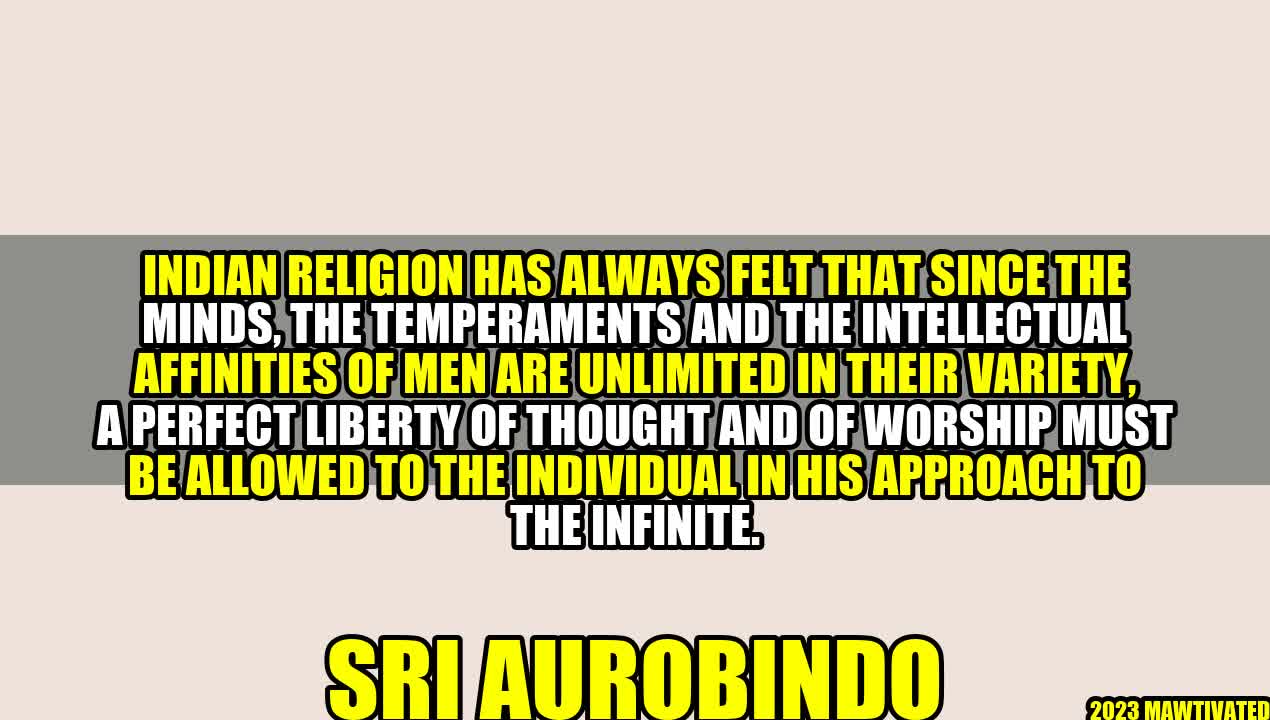 INDIAN RELIGION HAS ALWAYS FELT THAT SINCE THE
MINDS, THE TEMPERAMENTS AND THE INTELLECTUAL
AFFINITIES OF MEN ARE UNLIMITED IN THEIR VARIETY,
A PERFECT LIBERTY OF THOUGHT AND OF WORSHIP MUST
BE ALLOWED TO THE INDIVIDUAL IN HIS APPROACH TO
THE INFINITE.
SRI AUROBINDO
2023 MAWTIVATED